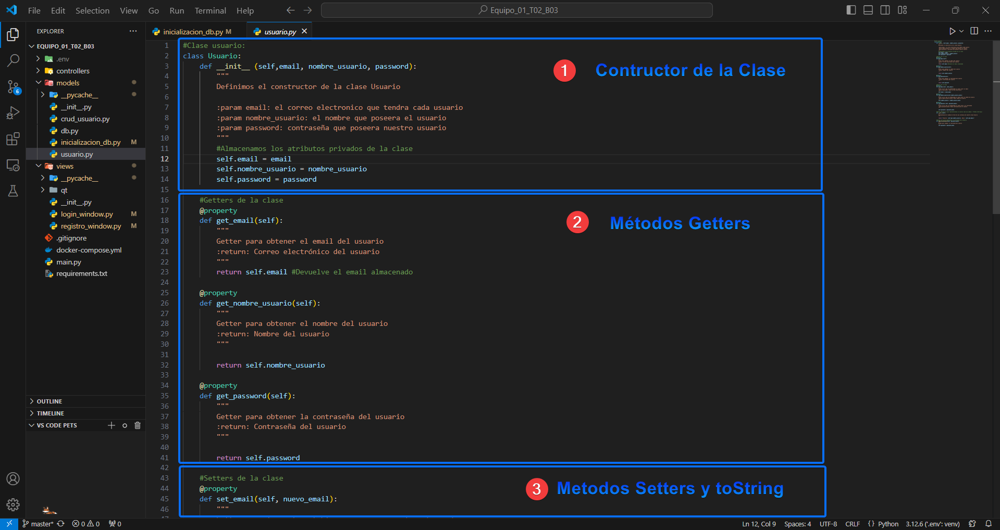 File Edit Selection View Go Run Terminal Help
Equipo_01_T02_B03
EXPLORER
EQUIPO_01_T02_B03
.env
controllers
models
__pycache__
__init__.py
crud_usuario.py
db.py
inicializacion_db.py M
usuario.py
views
__pycache__
qt
__init__.py
login_window.py M
registro_window.py M
.gitignore
docker-compose.yml
main.py
requirements.txt
OUTLINE
TIMELINE
VS CODE PETS
6
inicializacion_db.py M
usuario.py
1 #Clase usuario:
2 class Usuario:
3 def __init__ (self,email, nombre_usuario, password):
4 """
5 Definimos el constructor de la clase Usuario
6
7 :param email: el correo electronico que tendra cada usuario
8 :param nombre_usuario: el nombre que poseera el usuario
9 :param password: contraseña que poseera nuestro usuario
10 """
11 #Almacenamos los atributos privados de la clase
12 self.email = email
13 self.nombre_usuario = nombre_usuario
14 self.password = password
15
16 #Getters de la clase
17 @property
18 def get_email(self):
19 """
20 Getter para obtener el email del usuario
21 :return: Correo electrónico del usuario
22 """
23 return self.email #Devuelve el email almacenado
24
25 @property
26 def get_nombre_usuario(self):
27 """
28 Getter para obtener el nombre del usuario
29 :return: Nombre del usuario
30 """
31
32 return self.nombre_usuario
33
34 @property
35 def get_password(self):
36 """
37 Getter para obtener la contraseña del usuario
38 :return: Contraseña del usuario
39 """
40
41 return self.password
42
43 #Setters de la clase
44 @property
45 def set_email(self, nuevo_email):
46 """
1 Contructor de la Clase
2 Métodos Getters
3 Metodos Setters y toString
master* 0 0 0
Ln 12, Col 9 Spaces: 4 UTF-8 CRLF {} Python 3.12.6 ('.env': venv)